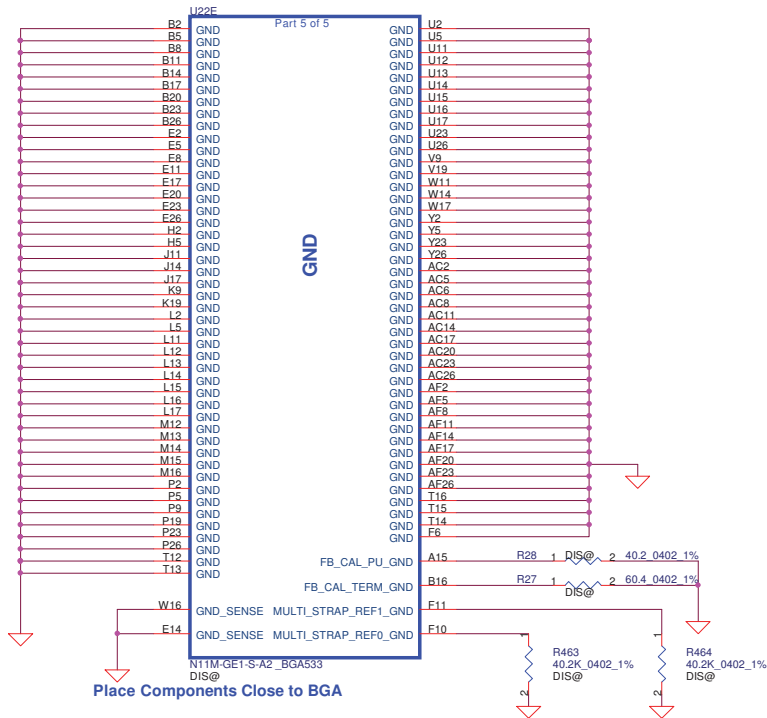 U22E
Part 5 of 5
B2 GND GND U2
B5 GND GND U5
B8 GND GND U11
B11 GND GND U12
B14 GND GND U13
B17 GND GND U14
B20 GND GND U15
B23 GND GND U16
B26 GND GND U17
E2 GND GND U23
E5 GND GND U26
E8 GND GND V9
E11 GND GND V19
E17 GND GND W11
E20 GND GND W14
E23 GND GND W17
E26 GND GND Y2
H2 GND GND Y5
H5 GND GND Y23
J11 GND GND Y26
J14 GND GND AC2
J17 GND GND AC5
K9 GND GND AC6
K19 GND GND AC8
L2 GND GND AC11
L5 GND GND AC14
L11 GND GND AC17
L12 GND GND AC20
L13 GND GND AC23
L14 GND GND AC26
L15 GND GND AF2
L16 GND GND AF5
L17 GND GND AF8
M12 GND GND AF11
M13 GND GND AF14
M14 GND GND AF17
M15 GND GND AF20
M16 GND GND AF23
P2 GND GND AF26
P5 GND GND T16
P9 GND GND T15
P19 GND GND T14
P23 GND GND F6
P26 GND
T12 GND FB_CAL_PU_GND A15 R28 1 DIS@ 2 40.2_0402_1%
T13 GND
FB_CAL_TERM_GND B16 R27 1 DIS@ 2 60.4_0402_1%
W16 GND_SENSE MULTI_STRAP_REF1_GND F11
E14 GND_SENSE MULTI_STRAP_REF0_GND F10
GND
1 1
R463 R464
40.2K_0402_1% 40.2K_0402_1%
DIS@ DIS@
2 2
N11M-GE1-S-A2 _BGA533
DIS@
Place Components Close to BGA